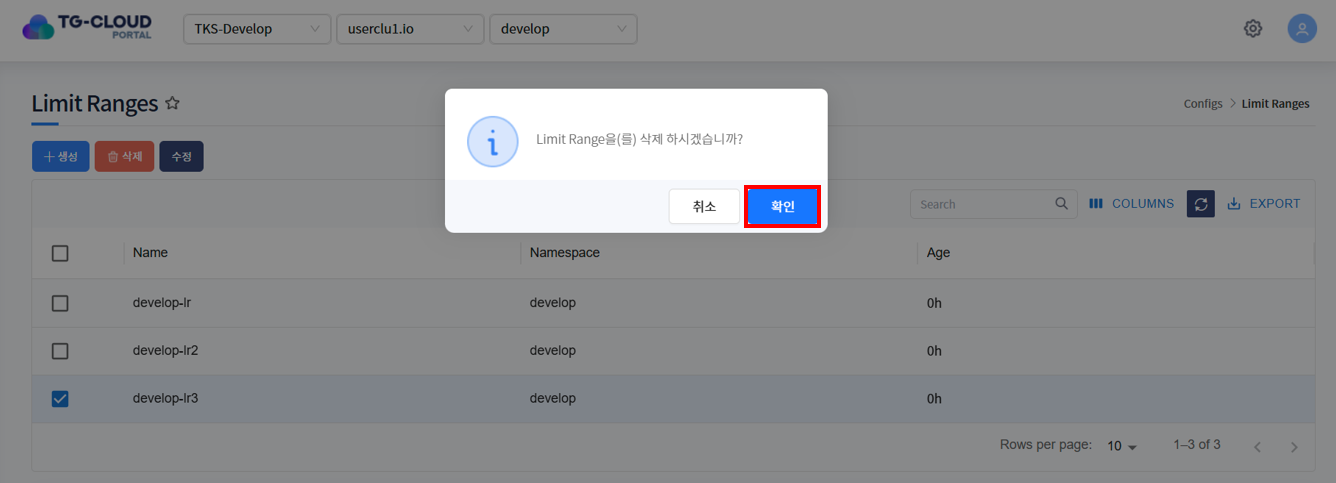 TG-CLOUD
PORTAL
TKS-Develop
userclu1.io
develop
Limit Ranges
Configs > Limit Ranges
Limit Range을(를) 삭제 하시겠습니까?
취소
확인
+ 생성
삭제
수정
Search
COLUMNS
EXPORT
Name Namespace Age
develop-lr develop 0h
develop-lr2 develop 0h
develop-lr3 develop 0h
Rows per page: 10 1–3 of 3